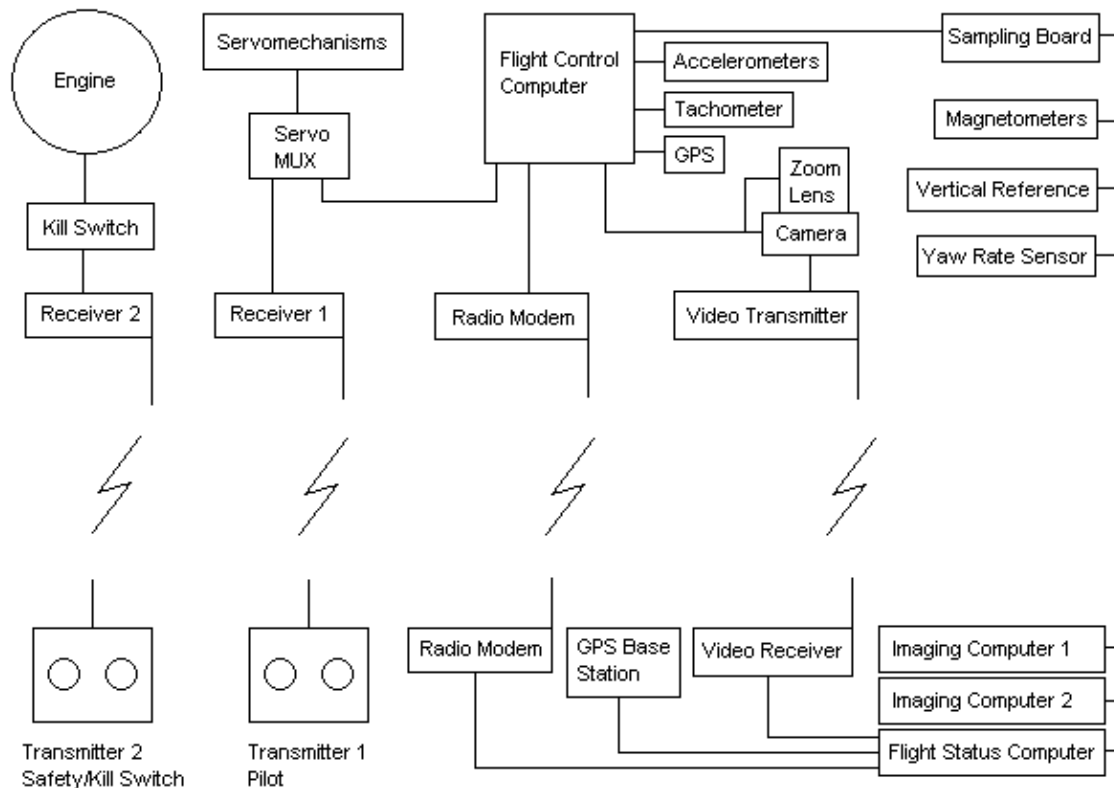 Engine
Servomechanisms
Flight Control
Computer
Sampling Board
Accelerometers
Tachometer
Magnetometers
Servo
MUX
GPS
Zoom
Lens
Vertical Reference
Kill Switch
Camera
Yaw Rate Sensor
Receiver 2
Receiver 1
Radio Modem
Video Transmitter
Radio Modem
GPS Base
Station
Video Receiver
Imaging Computer 1
Imaging Computer 2
Flight Status Computer
Transmitter 2
Safety/Kill Switch
Transmitter 1
Pilot